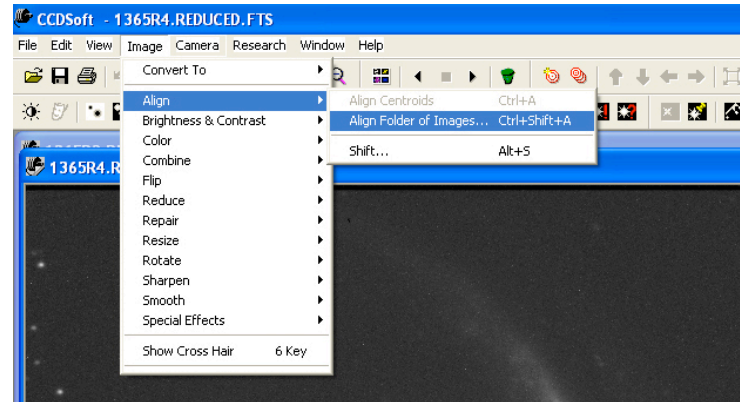 CCDSoft - 1365R4.REDUCED.FTS
File Edit View Image Camera Research Window Help
Convert To
Align
Brightness & Contrast
Color
Combine
Flip
Reduce
Repair
Resize
Rotate
Sharpen
Smooth
Special Effects
Show Cross Hair 6 Key
Align Centroids Ctrl+A
Align Folder of Images... Ctrl+Shift+A
Shift... Alt+S
1365R4.R